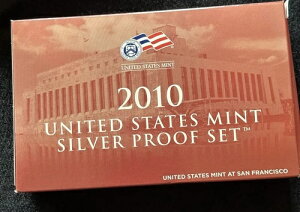 UNITED STATES MINT
2010
UNITED STATES MINT
SILVER PROOF SET™
UNITED STATES MINT AT SAN FRANCISCO